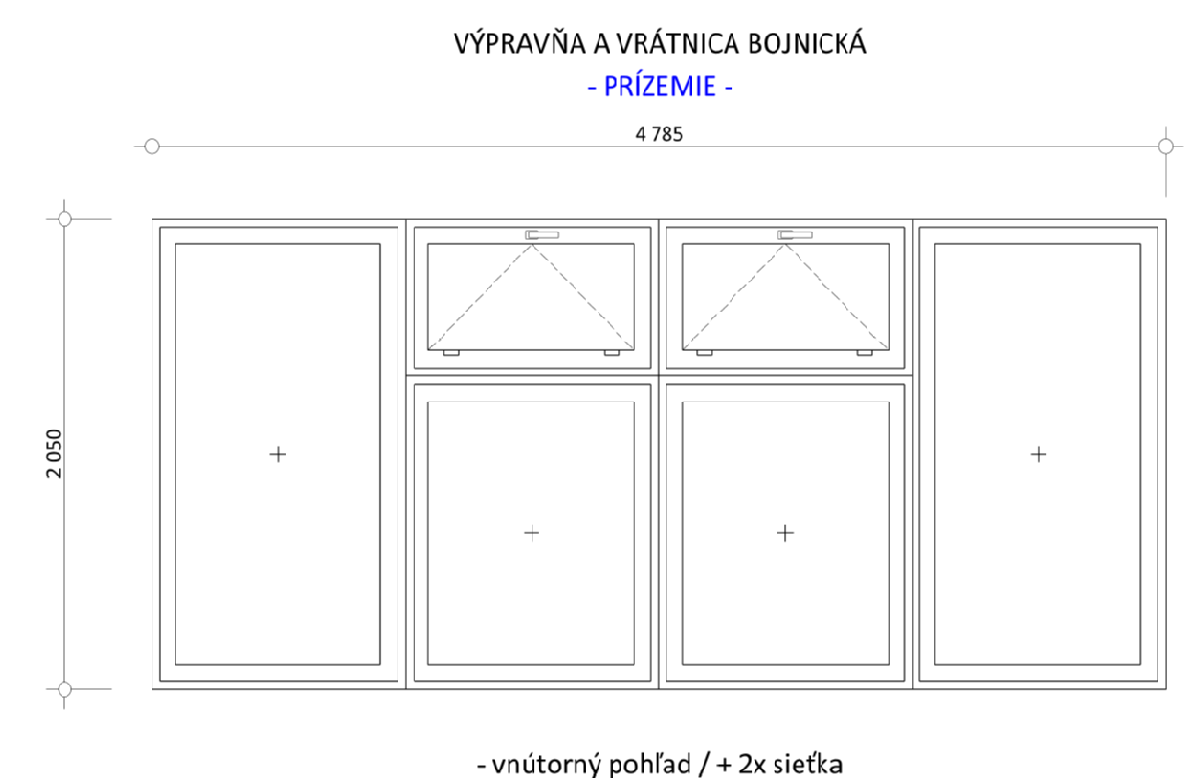 VÝPRAVŇA A VRÁTNICA BOJNICKÁ
- PRÍZEMIE -
4 785
2 050
- vnútorný pohľad / + 2x sieťka